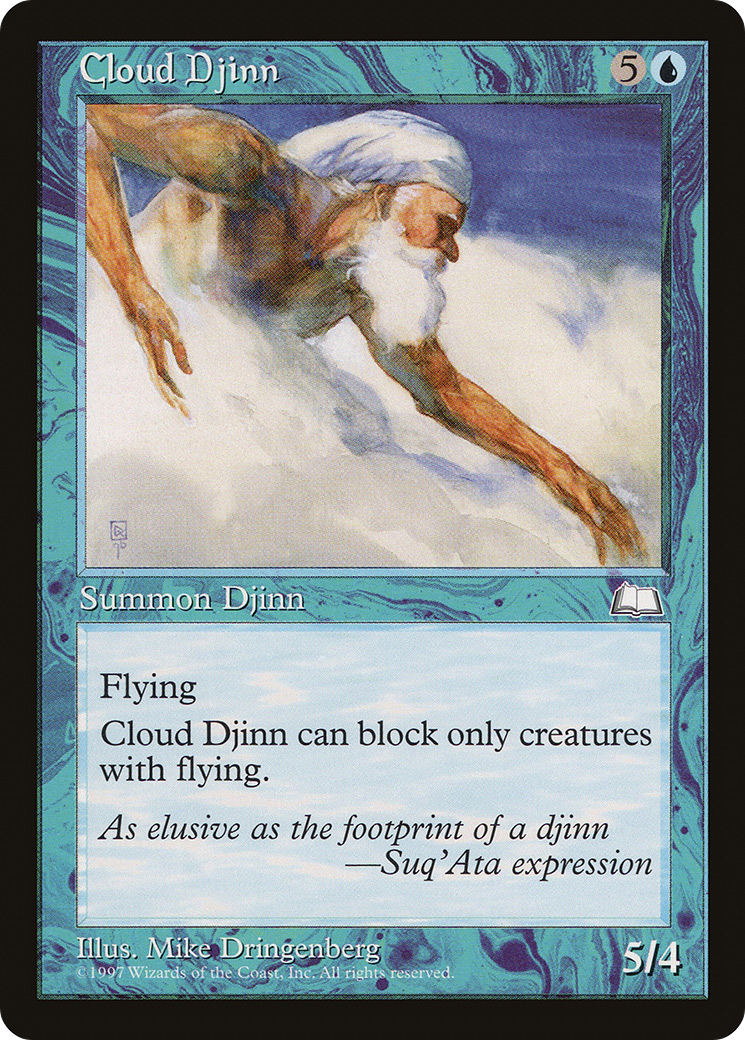 Cloud Djinn
5
Summon Djinn
Flying
Cloud Djinn can block only creatures
with flying.
As elusive as the footprint of a djinn
—Suq'Ata expression
Illus. Mike Dringenberg
5/4
©1997 Wizards of the Coast, Inc. All rights reserved.